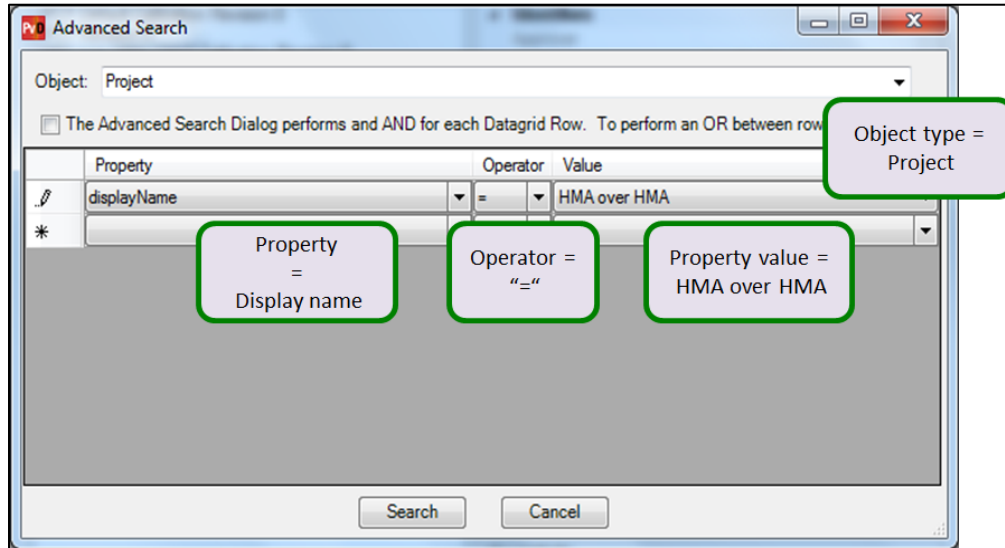 Advanced Search
Object: Project
The Advanced Search Dialog performs and AND for each Datagrid Row. To perform an OR between row
Object type =
Project
Property Operator Value
displayName = HMA over HMA
Property
=
Display name
Operator =
“=“
Property value =
HMA over HMA
Search Cancel